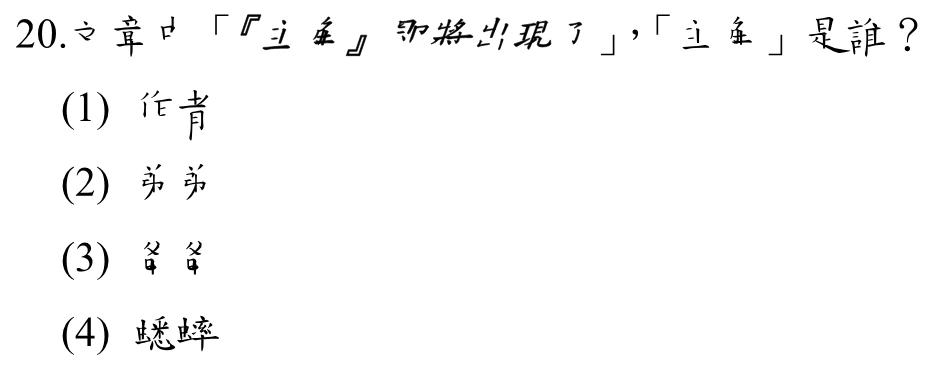 20.文章中「『主角』即將出現了」,「主角」是誰？
(1) 作者
(2) 弟弟
(3) 爸爸
(4) 蟋蟀